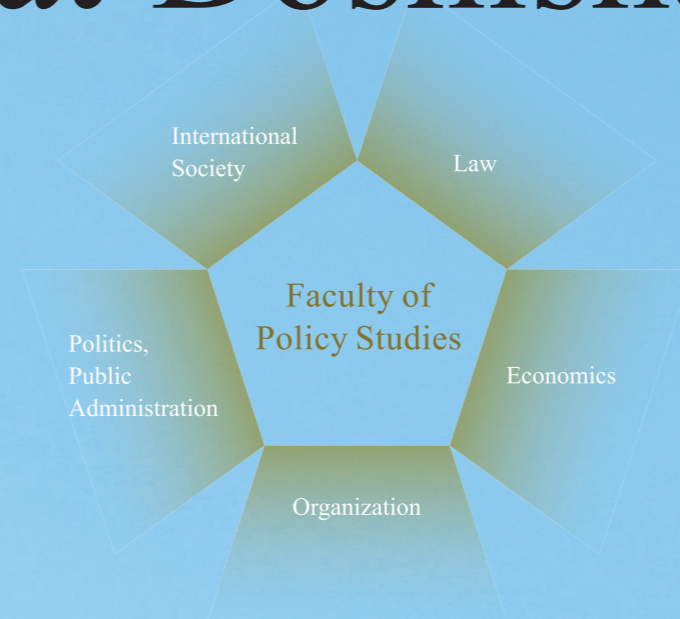 International
Society
Law
Faculty of
Policy Studies
Politics,
Public
Administration
Economics
Organization